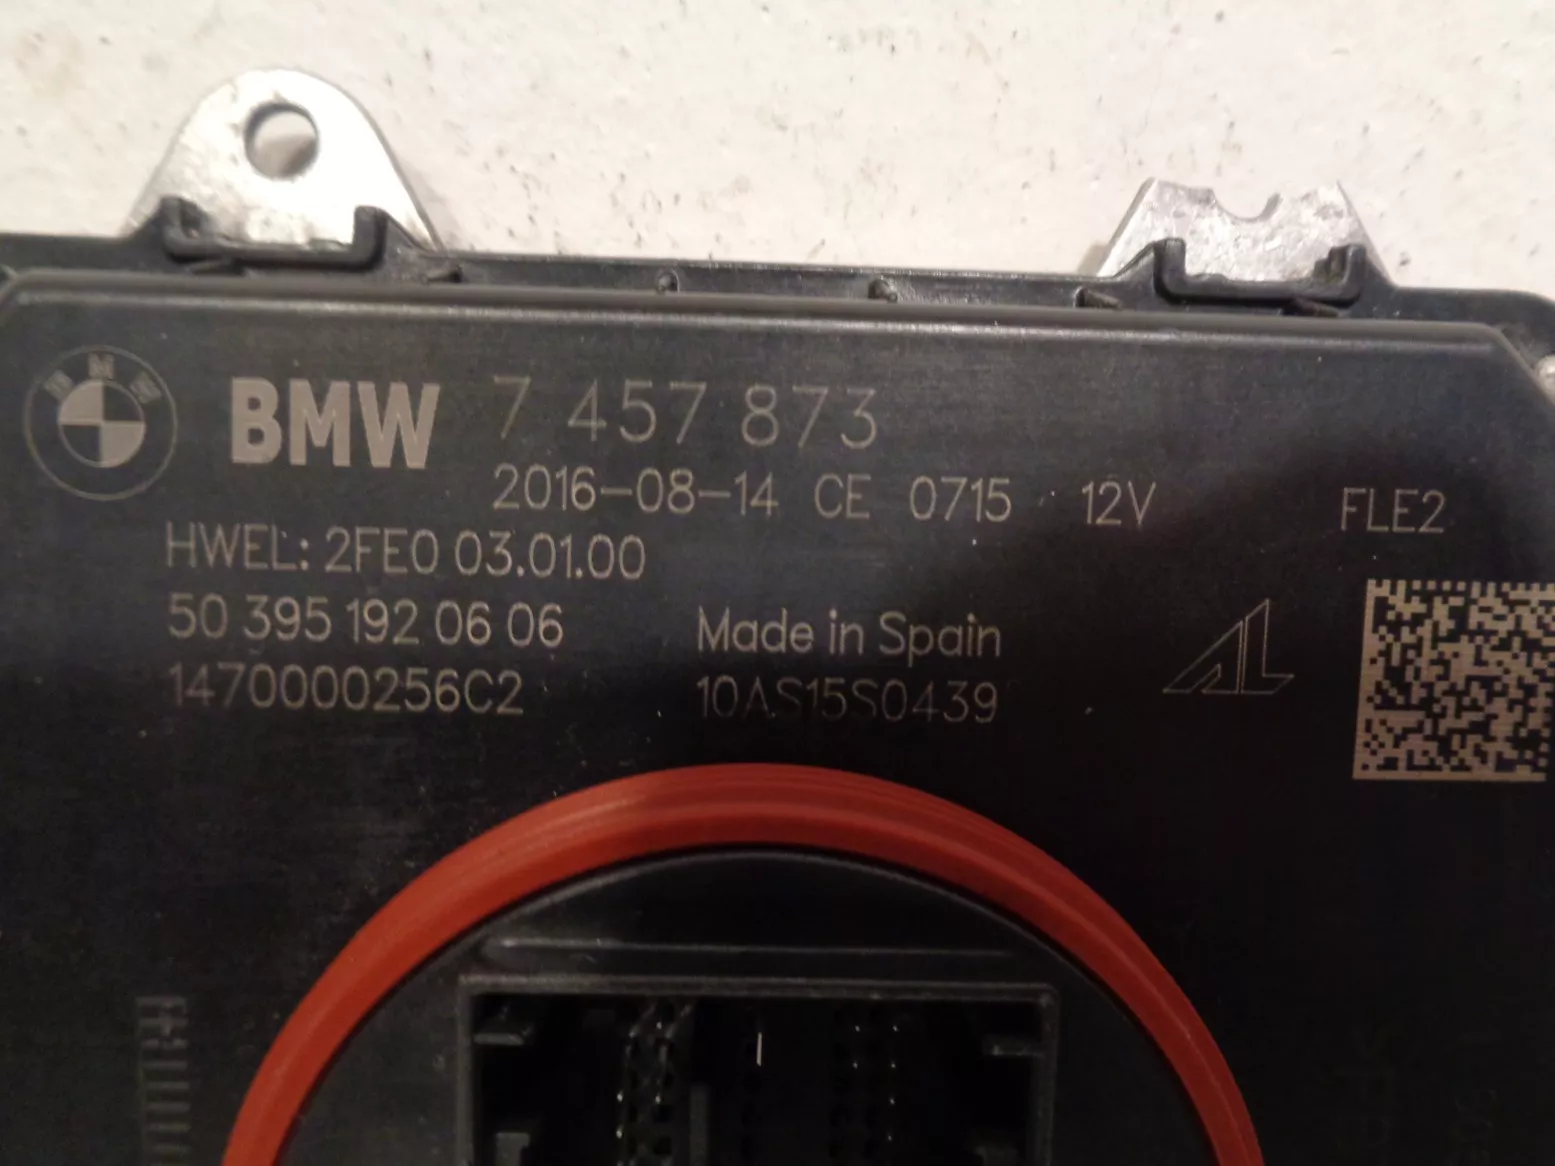 BMW BMW 7 457 873
2016-08-14 CE 0715 12V FLE2
HWEL: 2FE0 03.01.00
50 395 192 06 06 Made in Spain
1470000256C2 10AS15S0439
AL